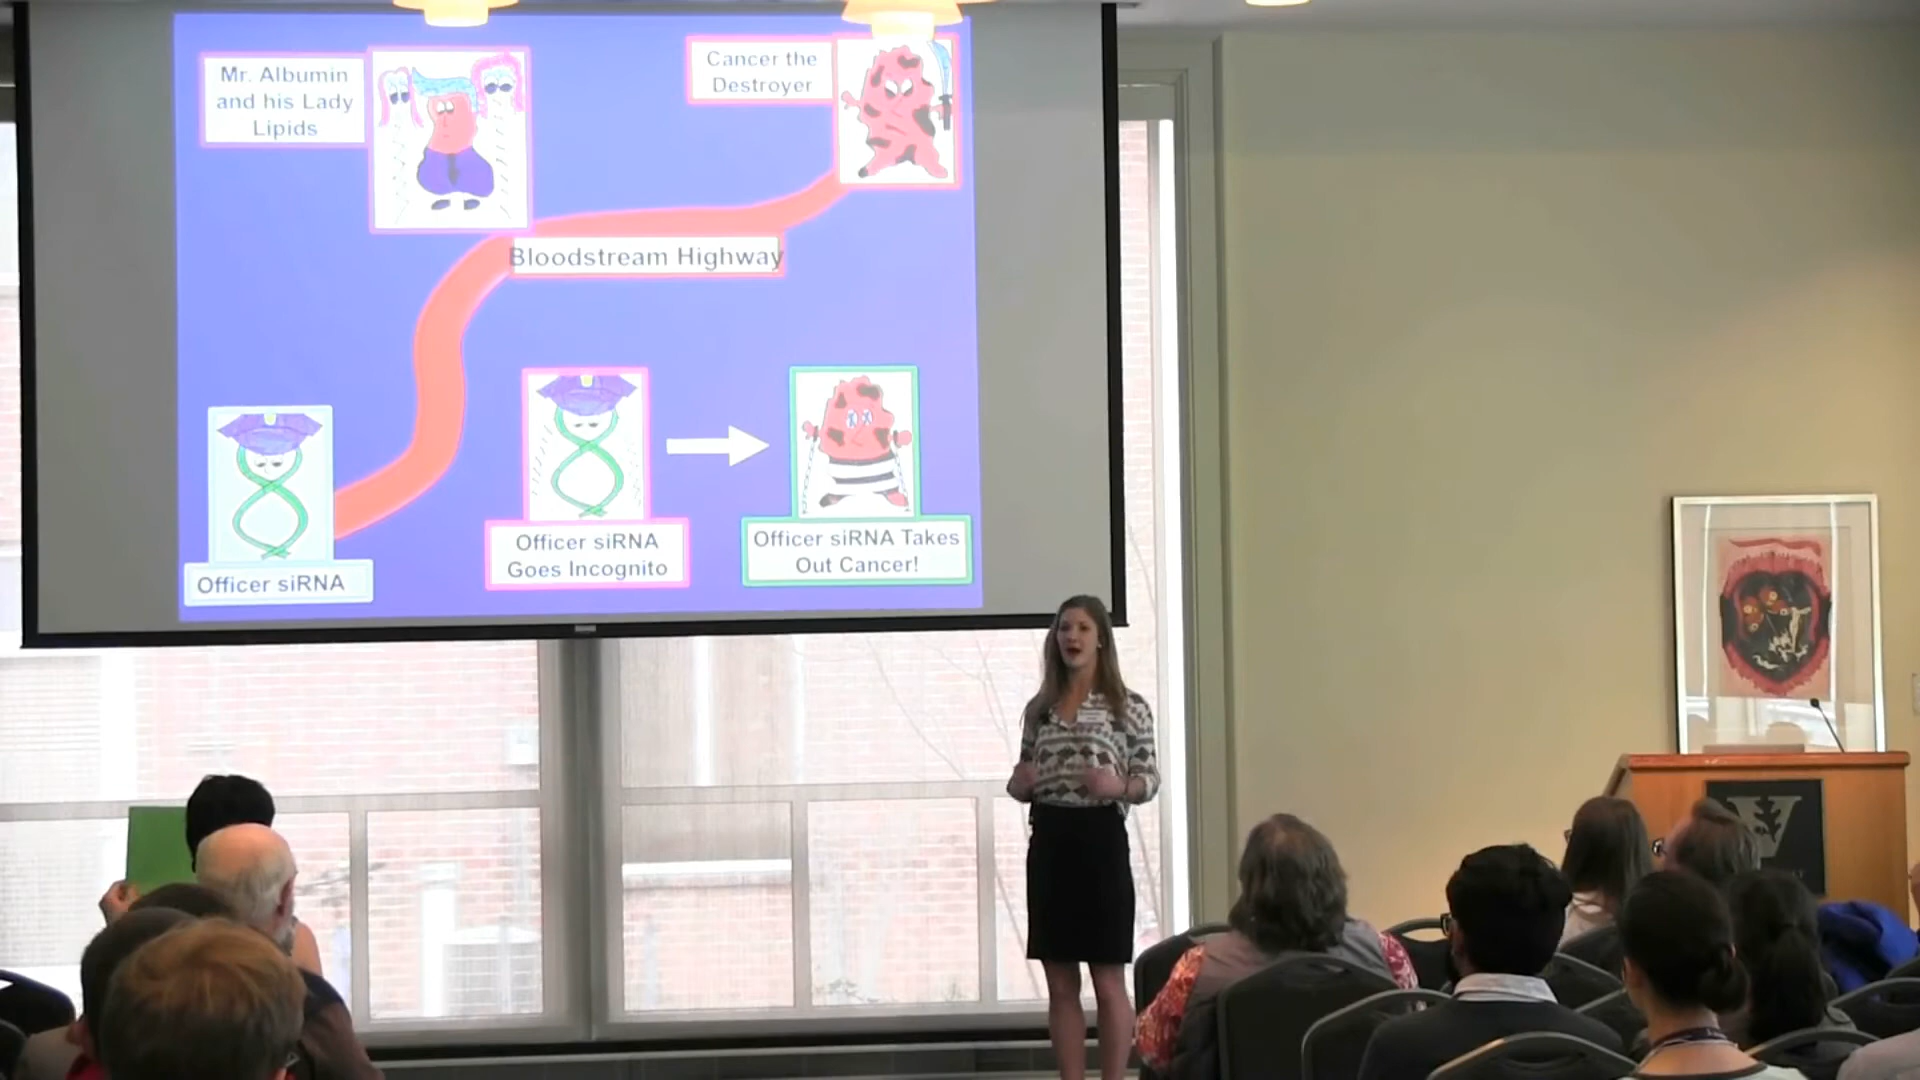 Mr. Albumin
and his Lady
Lipids
Cancer the
Destroyer
Bloodstream Highway
Officer siRNA
Officer siRNA
Goes Incognito
Officer siRNA Takes
Out Cancer!
V